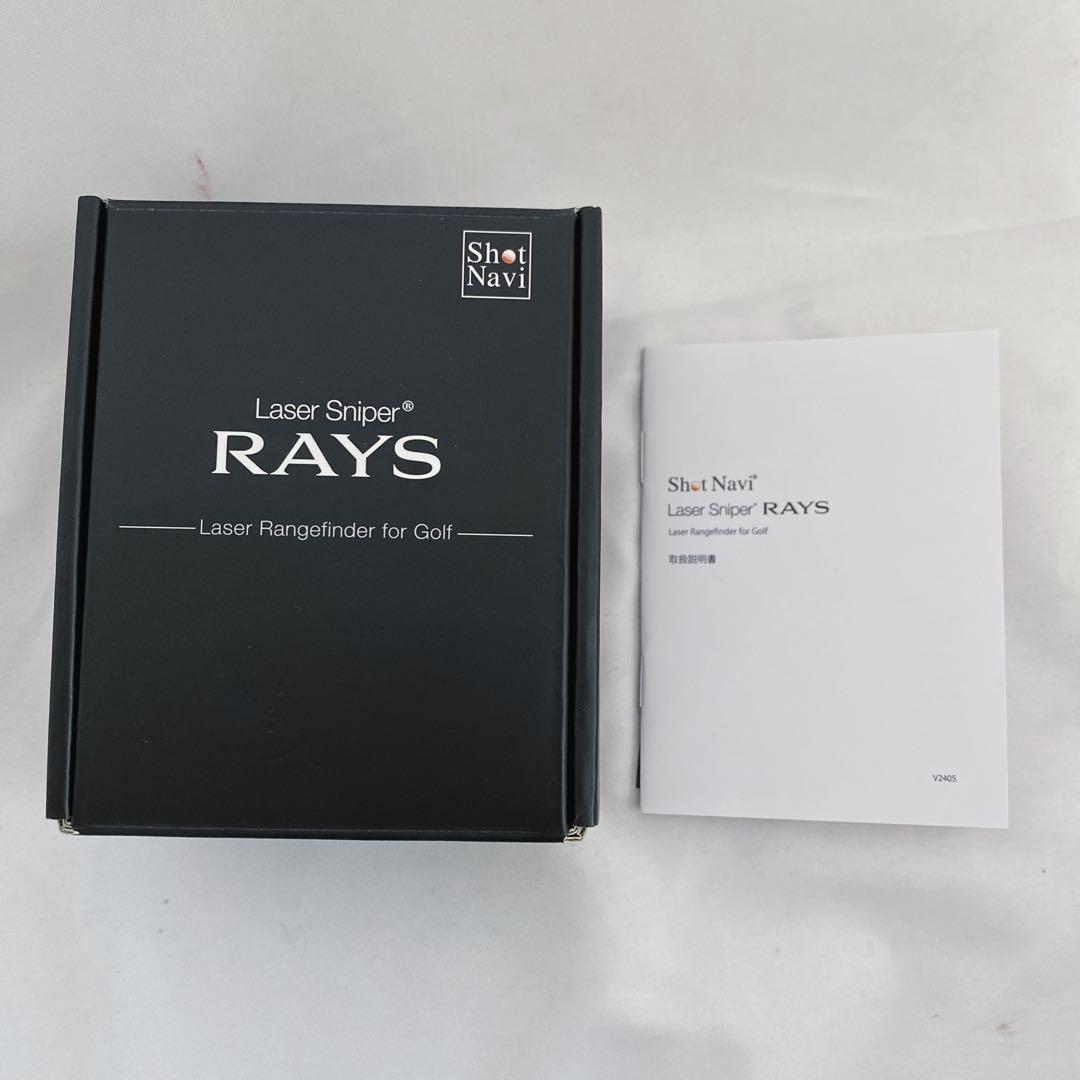 Shot
Navi
Laser Sniper®
RAYS
Laser Rangefinder for Golf
Shot Navi®
Laser Sniper® RAYS
Laser Rangefinder for Golf
取扱説明書
V2405